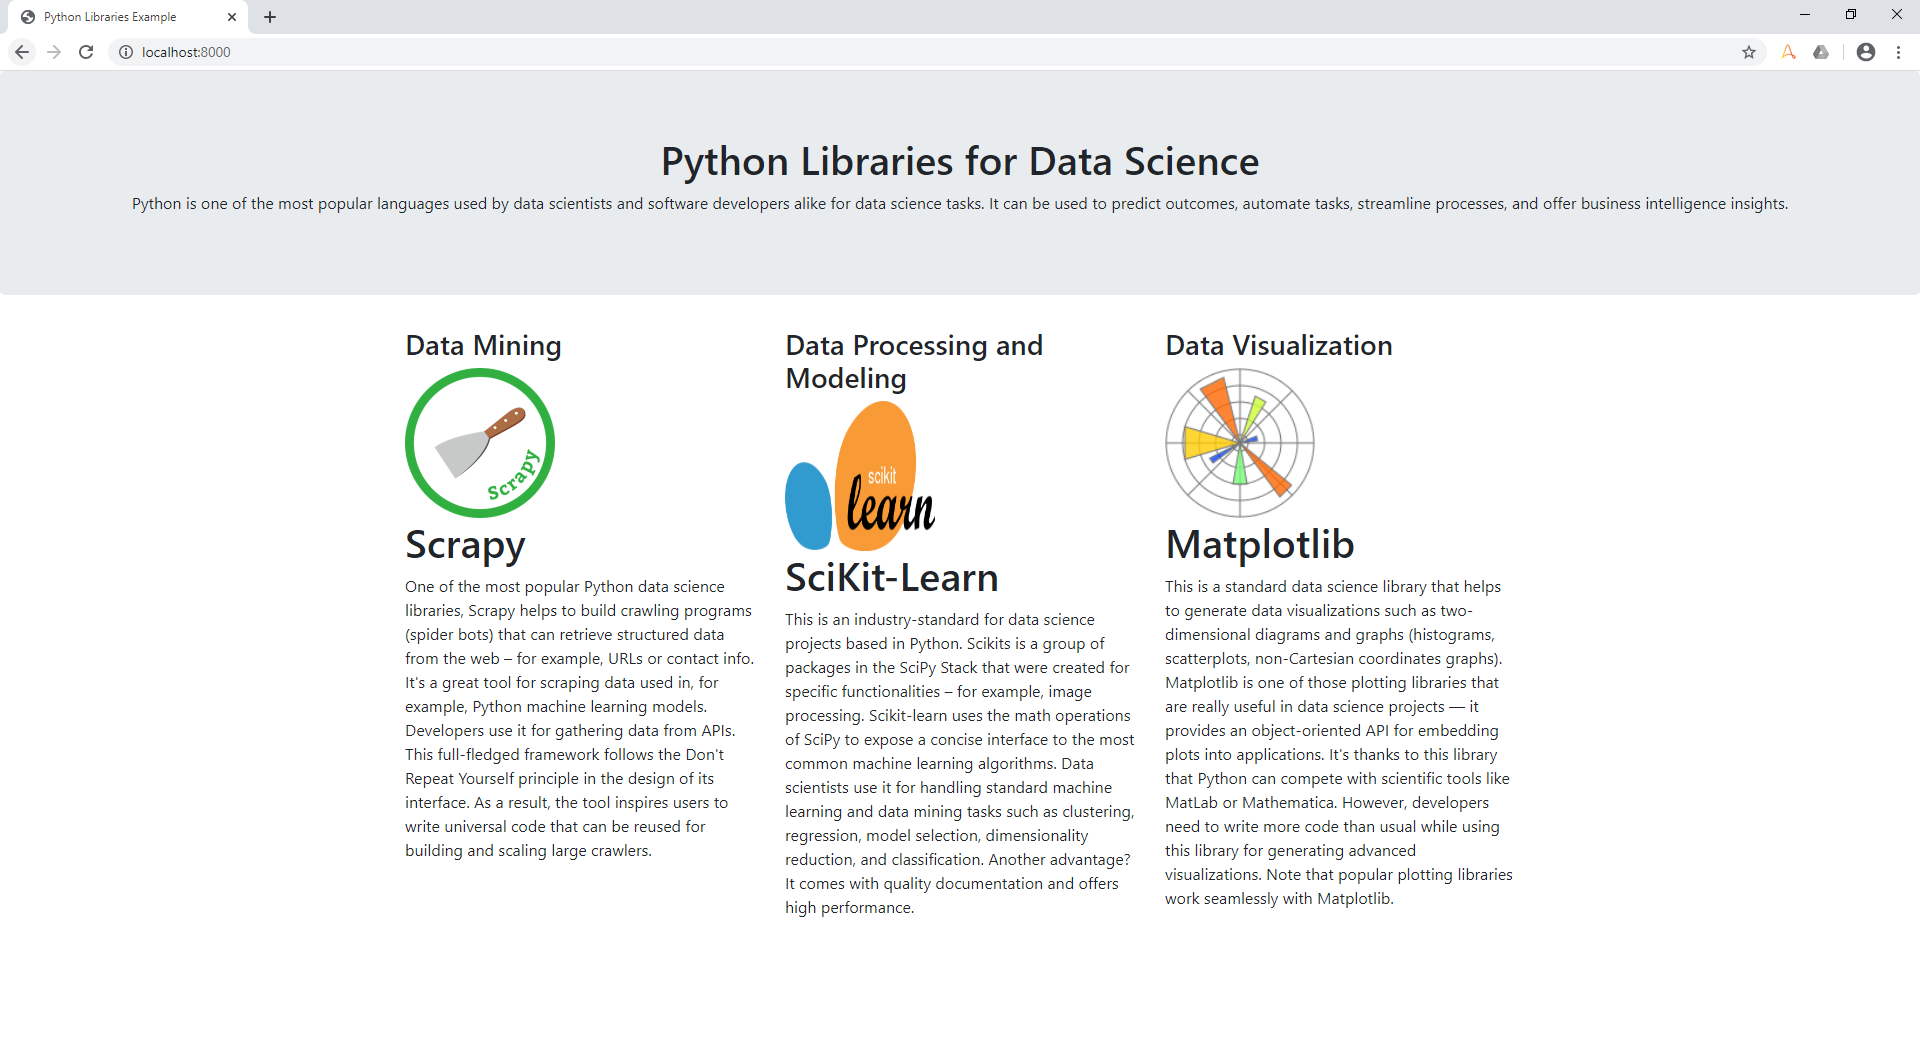 Python Libraries Example
localhost:8000
Python Libraries for Data Science
Python is one of the most popular languages used by data scientists and software developers alike for data science tasks. It can be used to predict outcomes, automate tasks, streamline processes, and offer business intelligence insights.
Data Mining
Scrapy
Scrapy
One of the most popular Python data science
libraries, Scrapy helps to build crawling programs
(spider bots) that can retrieve structured data
from the web – for example, URLs or contact info.
It's a great tool for scraping data used in, for
example, Python machine learning models.
Developers use it for gathering data from APIs.
This full-fledged framework follows the Don't
Repeat Yourself principle in the design of its
interface. As a result, the tool inspires users to
write universal code that can be reused for
building and scaling large crawlers.
Data Processing and
Modeling
scikit
learn
SciKit-Learn
This is an industry-standard for data science
projects based in Python. Scikits is a group of
packages in the SciPy Stack that were created for
specific functionalities – for example, image
processing. Scikit-learn uses the math operations
of SciPy to expose a concise interface to the most
common machine learning algorithms. Data
scientists use it for handling standard machine
learning and data mining tasks such as clustering,
regression, model selection, dimensionality
reduction, and classification. Another advantage?
It comes with quality documentation and offers
high performance.
Data Visualization
Matplotlib
This is a standard data science library that helps
to generate data visualizations such as two-
dimensional diagrams and graphs (histograms,
scatterplots, non-Cartesian coordinates graphs).
Matplotlib is one of those plotting libraries that
are really useful in data science projects — it
provides an object-oriented API for embedding
plots into applications. It's thanks to this library
that Python can compete with scientific tools like
MatLab or Mathematica. However, developers
need to write more code than usual while using
this library for generating advanced
visualizations. Note that popular plotting libraries
work seamlessly with Matplotlib.